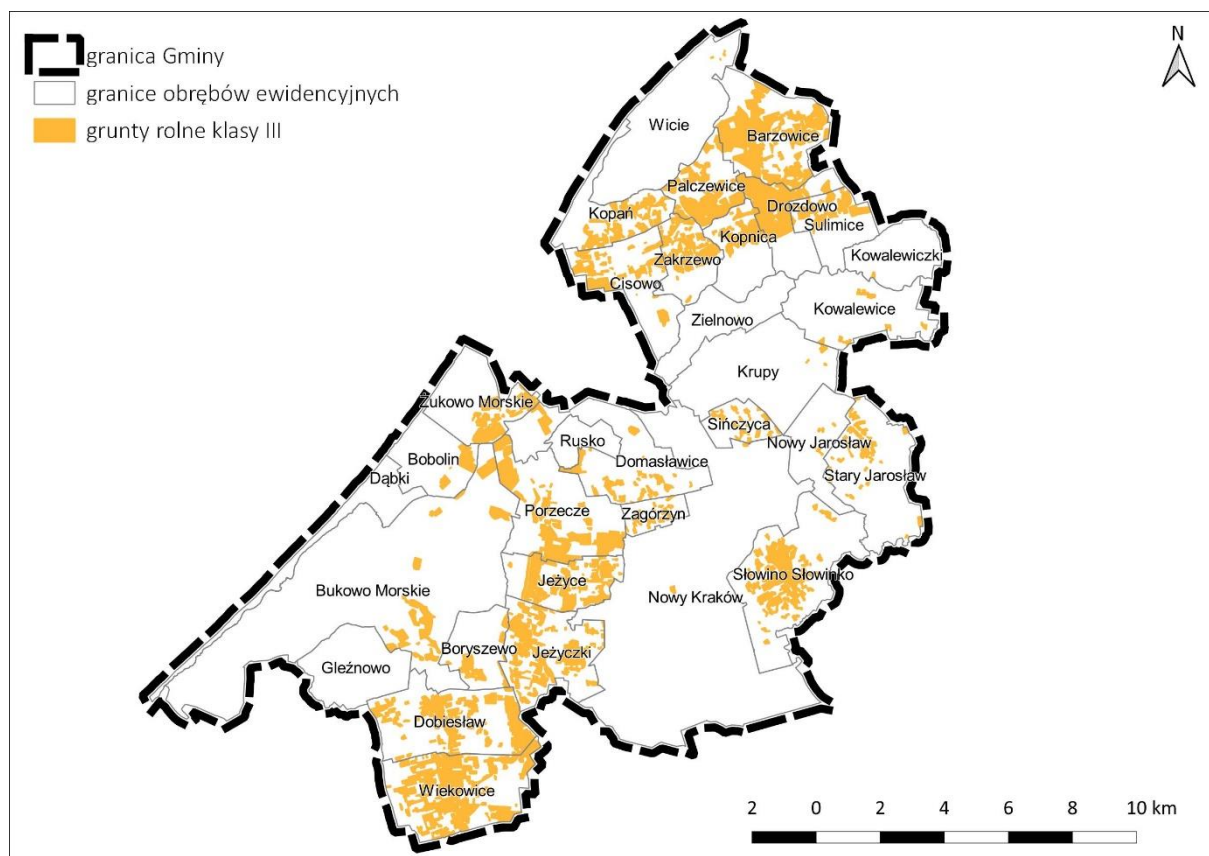 granica Gminy
granice obrębów ewidencyjnych
grunty rolne klasy III
N
Wicie
Barzowice
Palczewice
Drozdowo
Kopań
Sulimice
Kopnica
Zakrzewo
Kowalewiczki
Cisowo
Kowalewice
Zielnowo
Krupy
Żukowo Morskie
Sińczyca
Rusko
Nowy Jarosław
Bobolin
Domasławice
Dąbki
Stary Jarosław
Porzecze
Zagórzyn
Jeżyce
Słowino Słowinko
Bukowo Morskie
Nowy Kraków
Boryszewo
Jeżyczki
Gleźnowo
Dobiesław
Wiekowice
2 0 2 4 6 8 10 km